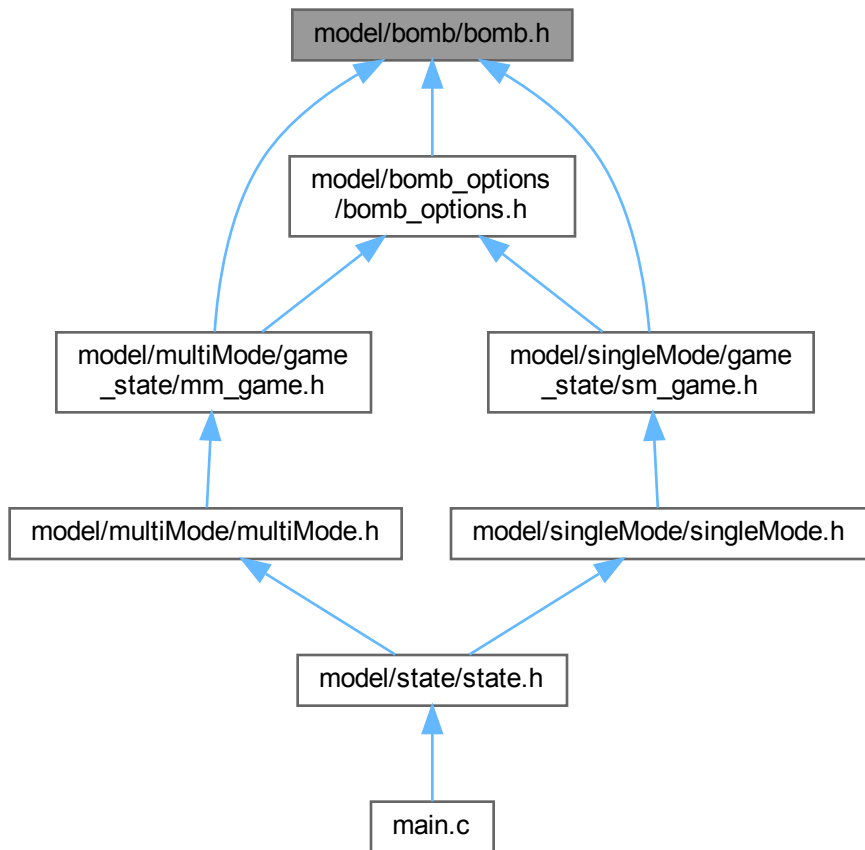 model/bomb/bomb.h
model/bomb_options
/bomb_options.h
model/multiMode/game
_state/mm_game.h
model/singleMode/game
_state/sm_game.h
model/multiMode/multiMode.h
model/singleMode/singleMode.h
model/state/state.h
main.c